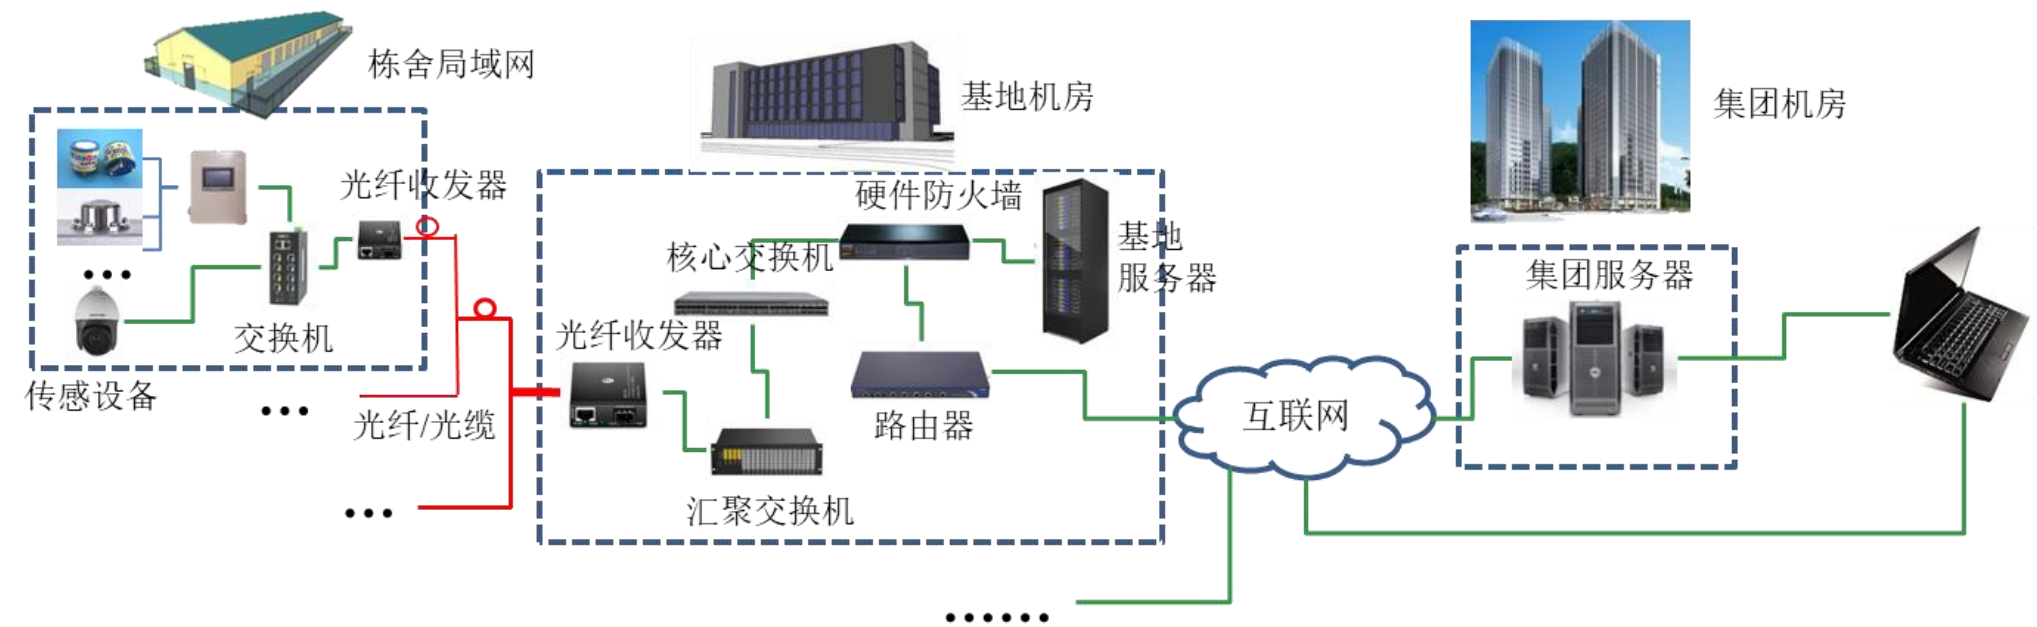 栋舍局域网
基地机房
集团机房
光纤收发器
硬件防火墙
核心交换机
基地
服务器
集团服务器
交换机
光纤收发器
传感设备
...
光纤/光缆
路由器
互联网
汇聚交换机
...
...
......